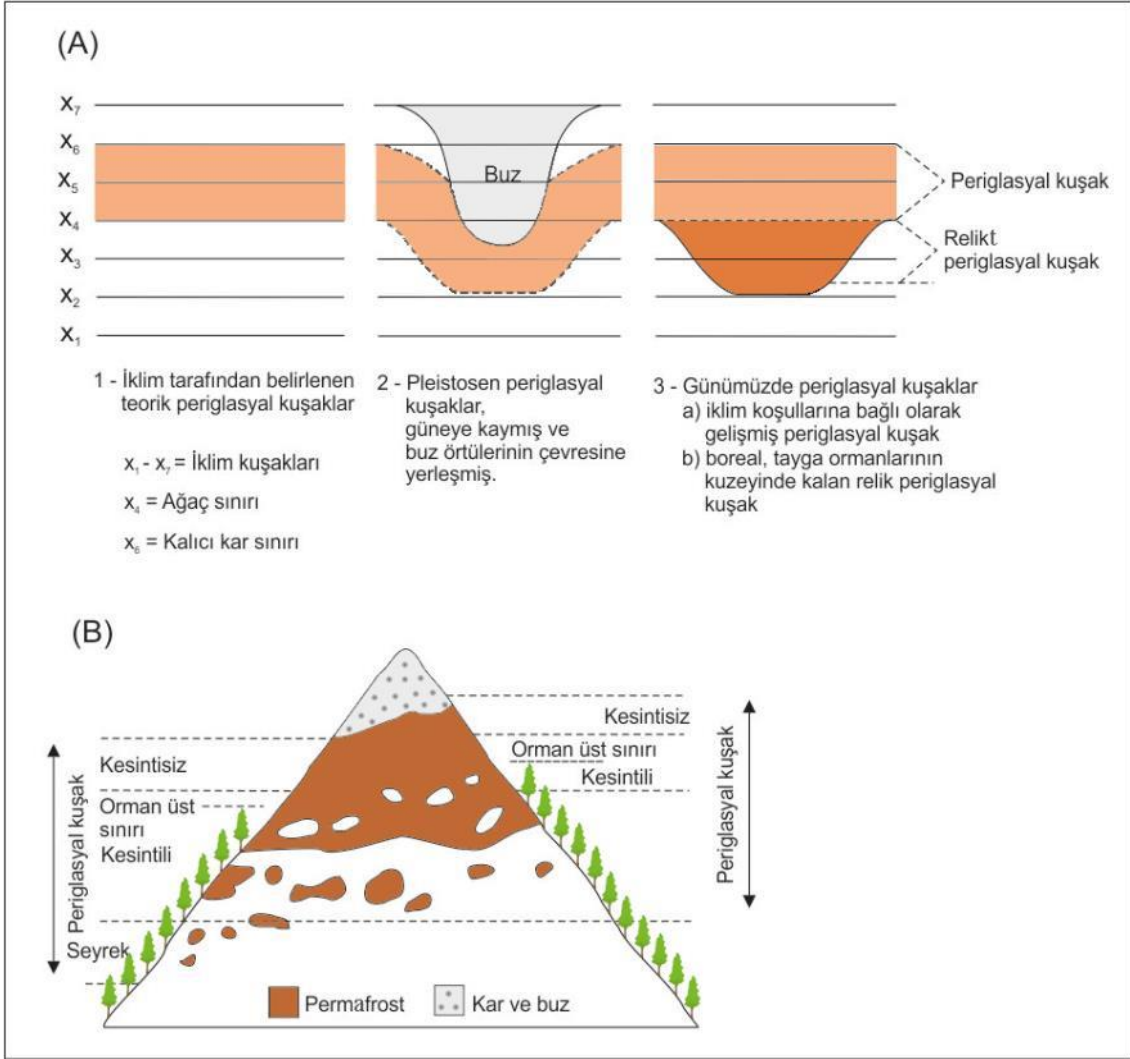 (A)
x7
x6
x5
x4
x3
x2
x1
Buz
Periglasyal kuşak
Relikt
periglasyal kuşak
1 - İklim tarafından belirlenen
teorik periglasyal kuşaklar
x1 - x7 = İklim kuşakları
x4 = Ağaç sınırı
x6 = Kalıcı kar sınırı
2 - Pleistosen periglasyal
kuşaklar,
güneye kaymış ve
buz örtülerinin çevresine
yerleşmiş.
3 - Günümüzde periglasyal kuşaklar
a) iklim koşullarına bağlı olarak
gelişmiş periglasyal kuşak
b) boreal, tayga ormanlarının
kuzeyinde kalan relik periglasyal
kuşak
(B)
Periglasyal kuşak
Kesintisiz
Orman üst
sınırı
Kesintili
Seyrek
Kesintisiz
Orman üst sınırı
Kesintili
Periglasyal kuşak
Permafrost
Kar ve buz